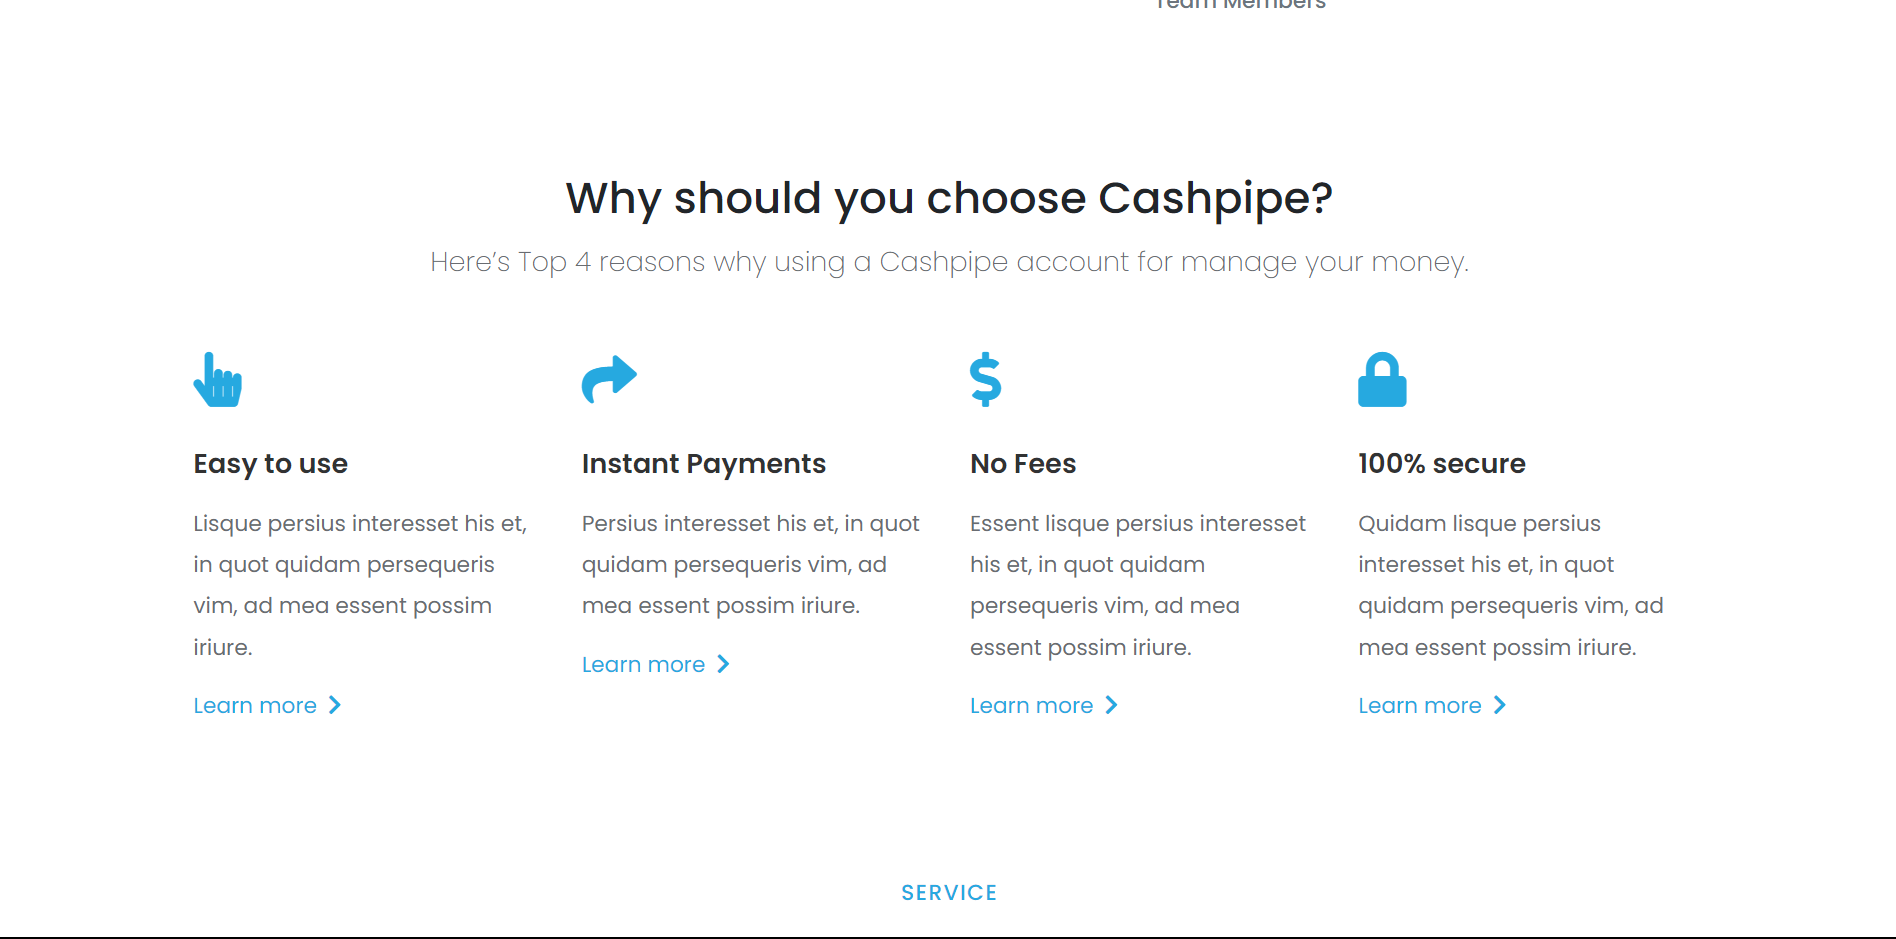 Team Members
Why should you choose Cashpipe?
Here’s Top 4 reasons why using a Cashpipe account for manage your money.
Easy to use
Lisque persius interesset his et,
in quot quidam persequeris
vim, ad mea essent possim
iriure.
Learn more
Instant Payments
Persius interesset his et, in quot
quidam persequeris vim, ad
mea essent possim iriure.
Learn more
No Fees
Essent lisque persius interesset
his et, in quot quidam
persequeris vim, ad mea
essent possim iriure.
Learn more
100% secure
Quidam lisque persius
interesset his et, in quot
quidam persequeris vim, ad
mea essent possim iriure.
Learn more
SERVICE